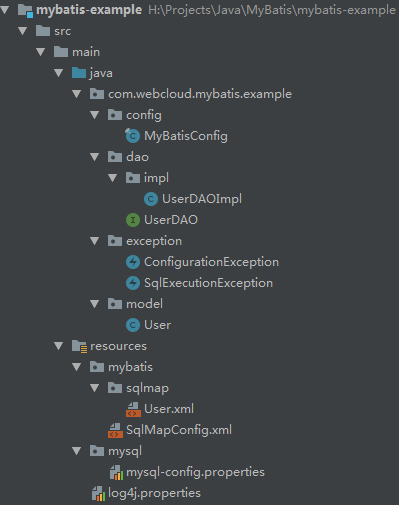 mybatis-example H:\Projects\Java\MyBatis\mybatis-example
src
main
java
com.webcloud.mybatis.example
config
MyBatisConfig
dao
impl
UserDAOImpl
UserDAO
exception
ConfigurationException
SqlExecutionException
model
User
resources
mybatis
sqlmap
User.xml
SqlMapConfig.xml
mysql
mysql-config.properties
log4j.properties